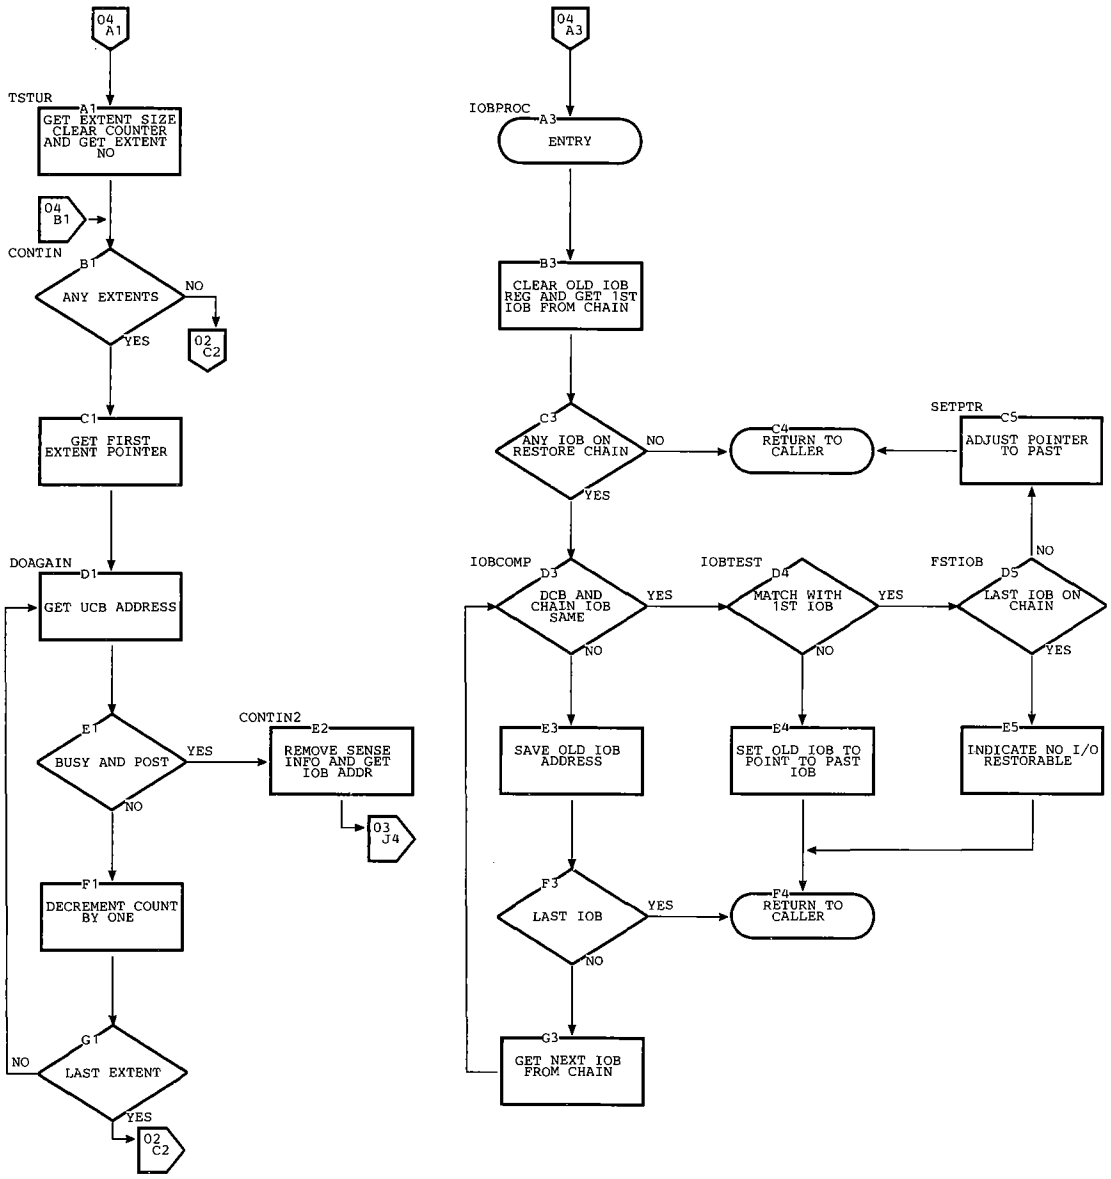 04
A1
TSTUR
A1
GET EXTENT SIZE
CLEAR COUNTER
AND GET EXTENT
NO
04
B1
CONTIN
B1
ANY EXTENTS
NO
02
C2
YES
C1
GET FIRST
EXTENT POINTER
DOAGAIN
D1
GET UCB ADDRESS
E1
BUSY AND POST
YES
NO
CONTIN2
E2
REMOVE SENSE
INFO AND GET
IOB ADDR
03
J4
F1
DECREMENT COUNT
BY ONE
G1
LAST EXTENT
NO
YES
02
C2
04
A3
IOBPROC
A3
ENTRY
B3
CLEAR OLD IOB
REG AND GET 1ST
IOB FROM CHAIN
C3
ANY IOB ON
RESTORE CHAIN
NO
YES
C4
RETURN TO
CALLER
SETPTR
C5
ADJUST POINTER
TO PAST
IOBCOMP
D3
DCB AND
CHAIN IOB
SAME
YES
NO
IOBTEST
D4
MATCH WITH
1ST IOB
YES
NO
FSTIOB
D5
LAST IOB ON
CHAIN
NO
YES
E3
SAVE OLD IOB
ADDRESS
E4
SET OLD IOB TO
POINT TO PAST
IOB
E5
INDICATE NO I/O
RESTORABLE
F3
LAST IOB
YES
NO
F4
RETURN TO
CALLER
G3
GET NEXT IOB
FROM CHAIN